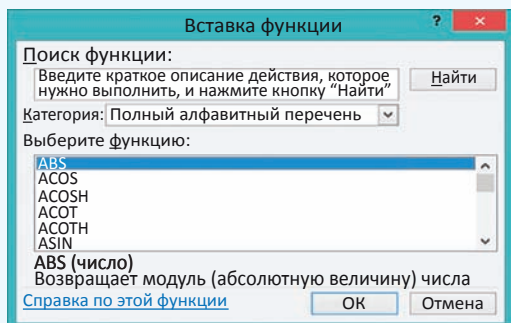 Вставка функции
?
Поиск функции:
Введите краткое описание действия, которое
нужно выполнить, и нажмите кнопку “Найти”
Найти
Категория: Полный алфавитный перечень
Выберите функцию:
ABS
ACOS
ACOSH
ACOT
ACOTH
ASIN
ABS (число)
Возвращает модуль (абсолютную величину) числа
Справка по этой функции
ОК
Отмена